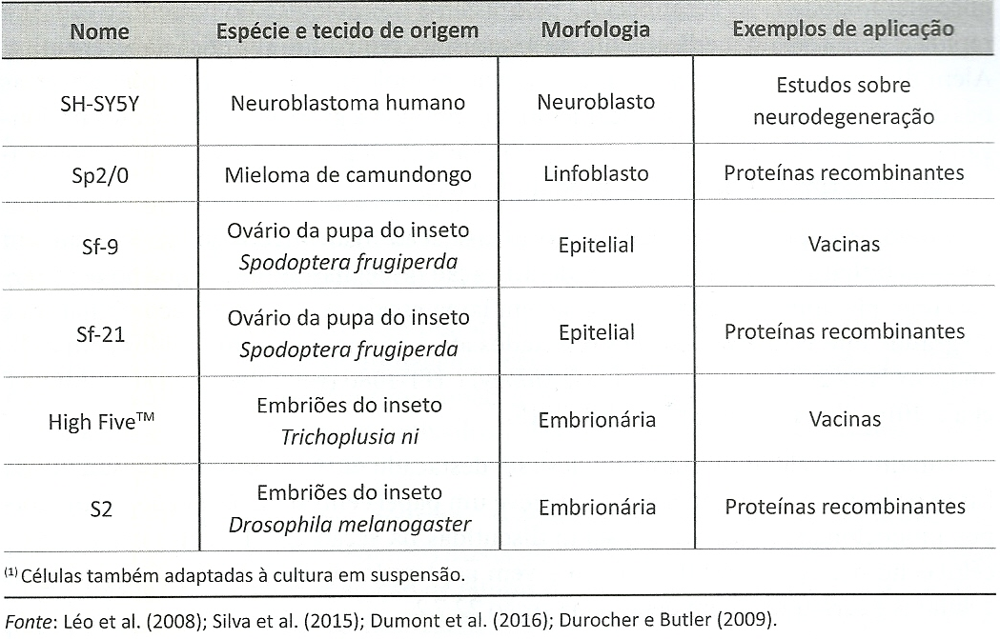 Nome Espécie e tecido de origem Morfologia Exemplos de aplicação
SH-SY5Y Neuroblastoma humano Neuroblasto Estudos sobre
neurodegeneração
Sp2/0 Mieloma de camundongo Linfoblasto Proteínas recombinantes
Sf-9 Ovário da pupa do inseto
Spodoptera frugiperda Epitelial Vacinas
Sf-21 Ovário da pupa do inseto
Spodoptera frugiperda Epitelial Proteínas recombinantes
High Five™ Embriões do inseto
Trichoplusia ni Embrionária Vacinas
S2 Embriões do inseto
Drosophila melanogaster Embrionária Proteínas recombinantes
(1) Células também adaptadas à cultura em suspensão.
Fonte: Léo et al. (2008); Silva et al. (2015); Dumont et al. (2016); Durocher e Butler (2009).